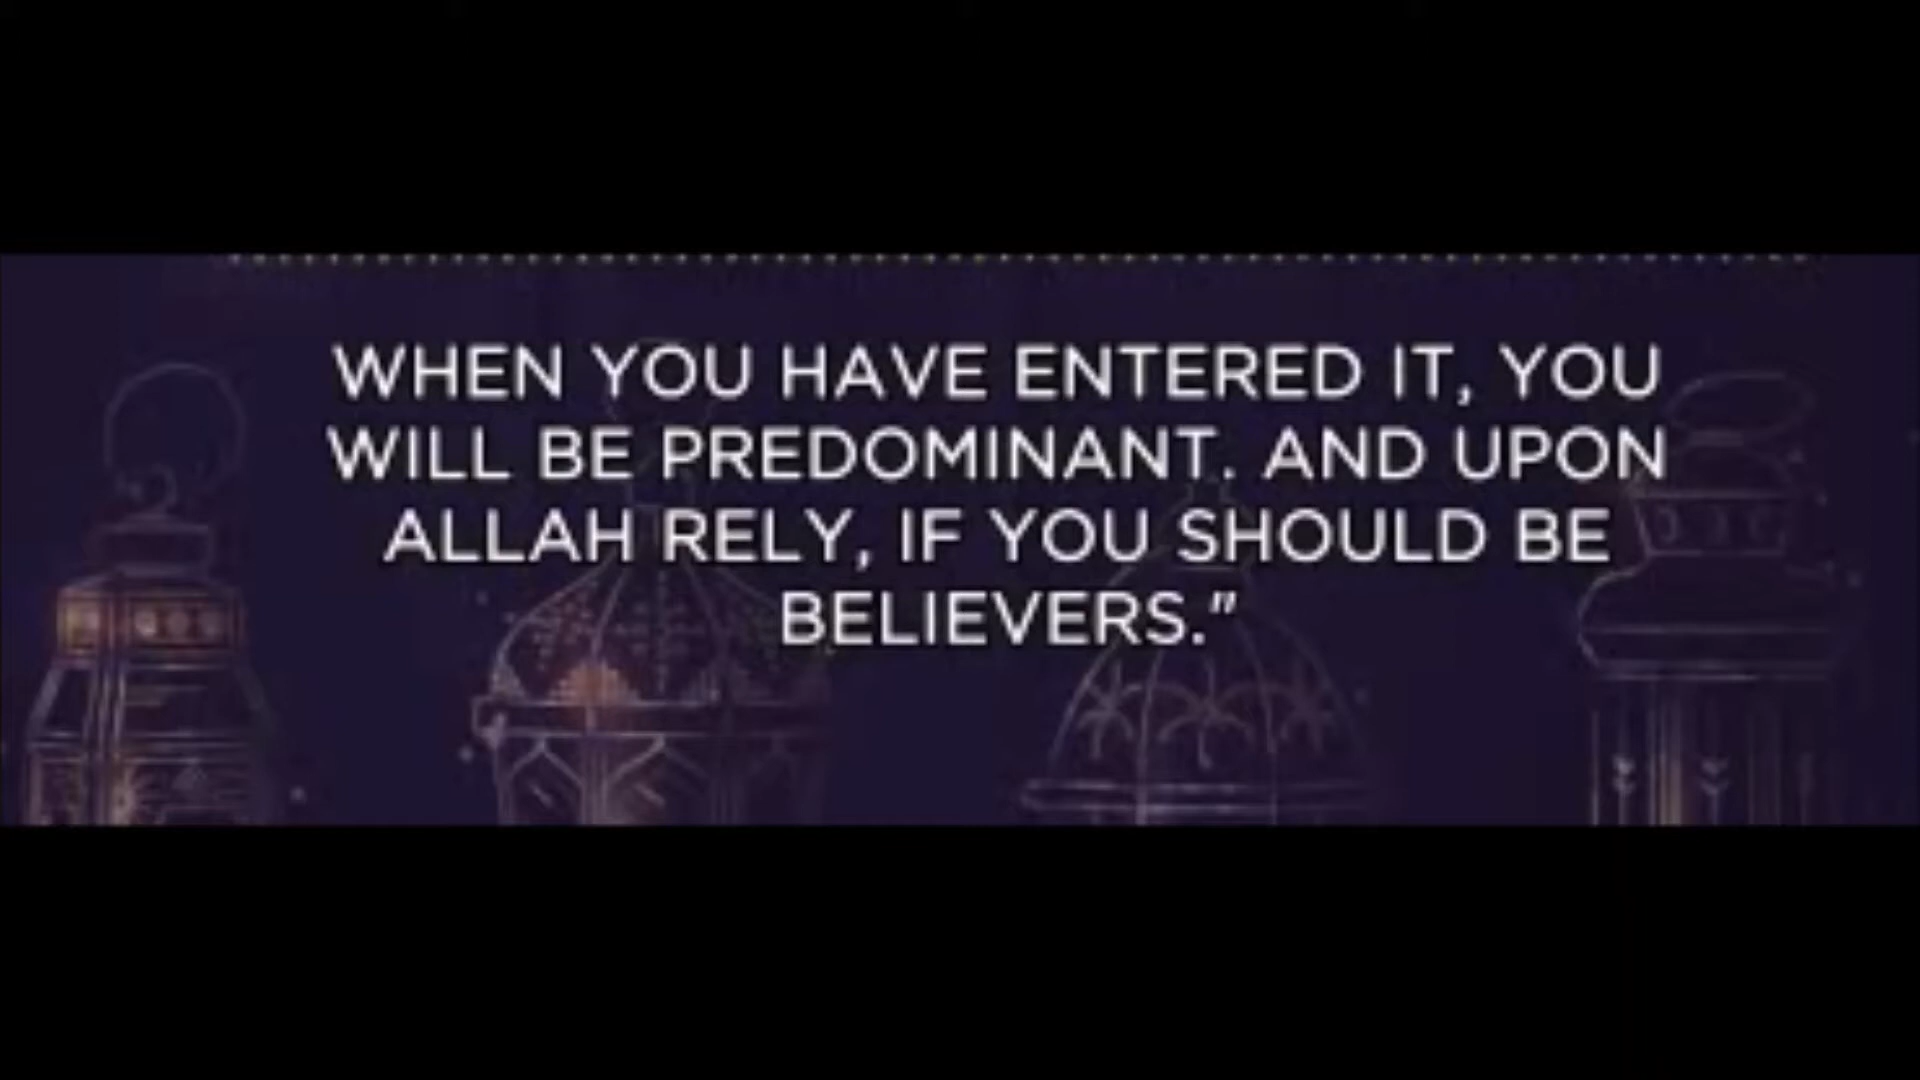 WHEN YOU HAVE ENTERED IT, YOU
WILL BE PREDOMINANT. AND UPON
ALLAH RELY, IF YOU SHOULD BE
BELIEVERS."